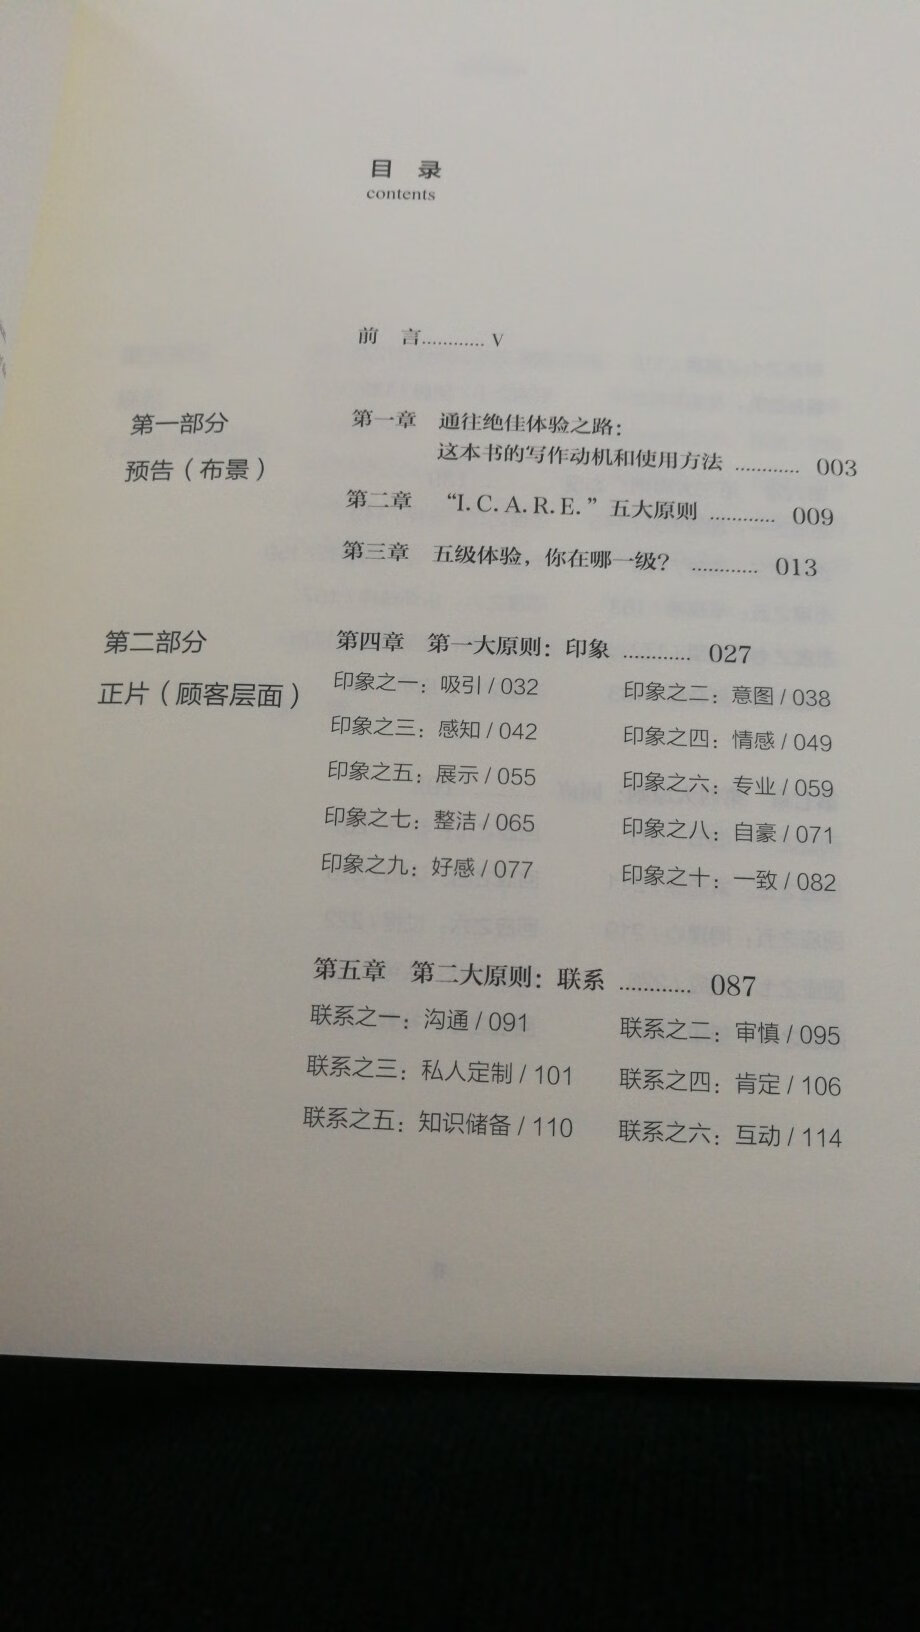 目 录
contents
前 言............ V
第一部分
预告（布景）
第一章 通往绝佳体验之路：
这本书的写作动机和使用方法 ............ 003
第二章 “I.C.A.R.E.”五大原则 ............ 009
第三章 五级体验，你在哪一级？ ............ 013
第二部分
正片（顾客层面）
第四章 第一大原则：印象 ............ 027
印象之一：吸引 / 032 印象之二：意图 / 038
印象之三：感知 / 042 印象之四：情感 / 049
印象之五：展示 / 055 印象之六：专业 / 059
印象之七：整洁 / 065 印象之八：自豪 / 071
印象之九：好感 / 077 印象之十：一致 / 082
第五章 第二大原则：联系 ............ 087
联系之一：沟通 / 091 联系之二：审慎 / 095
联系之三：私人定制 / 101 联系之四：肯定 / 106
联系之五：知识储备 / 110 联系之六：互动 / 114